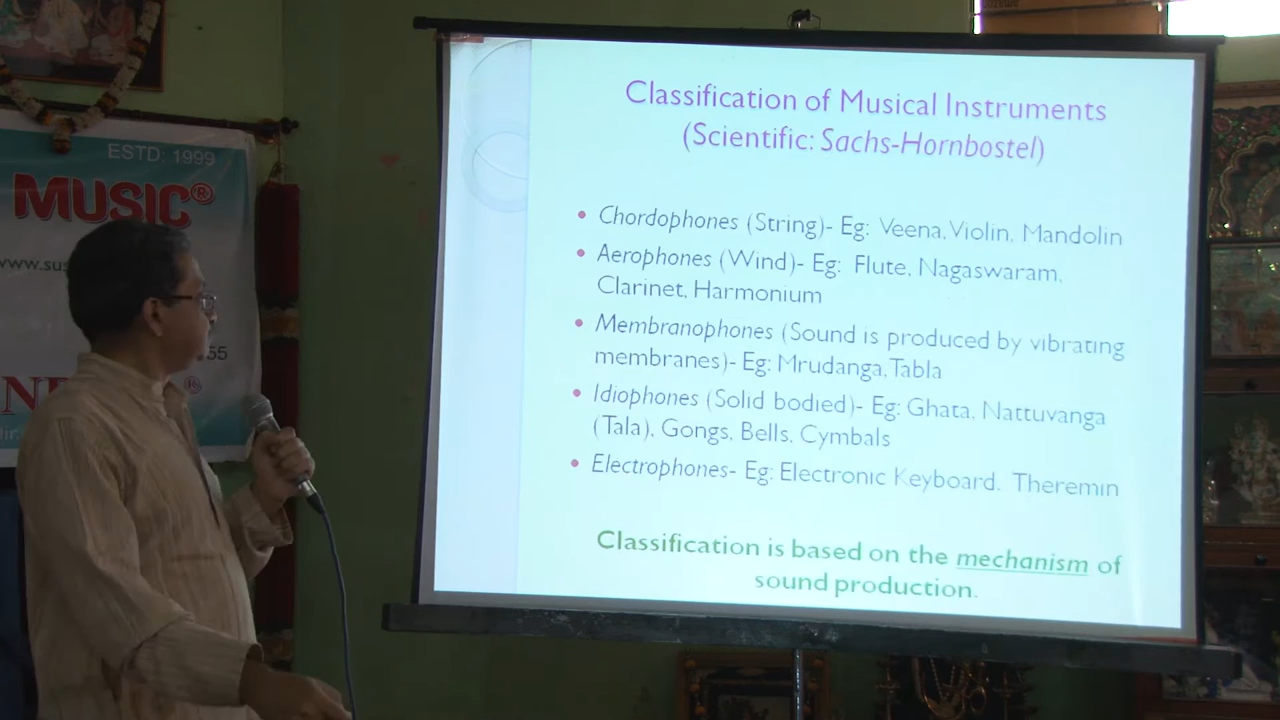 ESTD: 1999
MUSIC®
www.sus
55
Classification of Musical Instruments
(Scientific: Sachs-Hornbostel)
• Chordophones (String)- Eg: Veena, Violin, Mandolin
• Aerophones (Wind)- Eg: Flute, Nagaswaram,
Clarinet, Harmonium
• Membranophones (Sound is produced by vibrating
membranes)- Eg: Mrudanga, Tabla
• Idiophones (Solid bodied)- Eg: Ghata, Nattuvanga
(Tala), Gongs, Bells, Cymbals
• Electrophones- Eg: Electronic Keyboard, Theremin
Classification is based on the mechanism of
sound production.